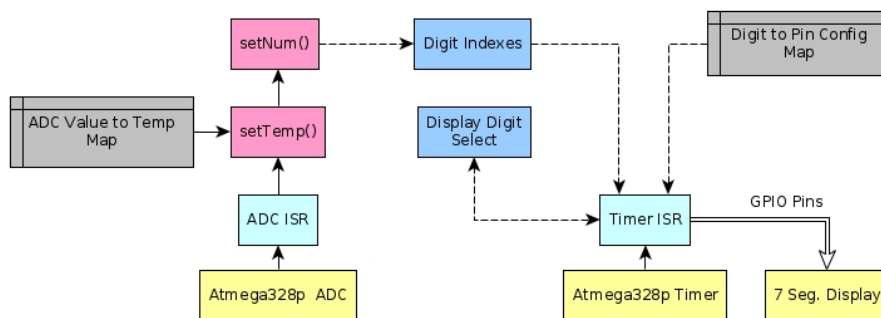 setNum()
Digit Indexes
Digit to Pin Config
Map
ADC Value to Temp
Map
setTemp()
Display Digit
Select
ADC ISR
Timer ISR
GPIO Pins
Atmega328p ADC
Atmega328p Timer
7 Seg. Display